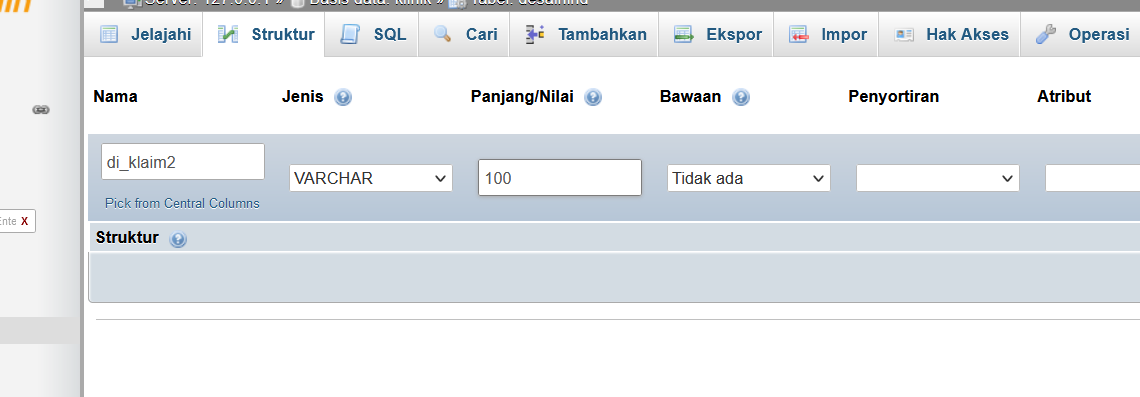 Server: 127.0.0.1 » Basis data: klinik » Tabel: desainind
Jelajahi Struktur SQL Cari Tambahkan Ekspor Impor Hak Akses Operasi
Nama Jenis Panjang/Nilai Bawaan Penyortiran Atribut
di_klaim2 VARCHAR 100 Tidak ada
Pick from Central Columns
Ente X
Struktur